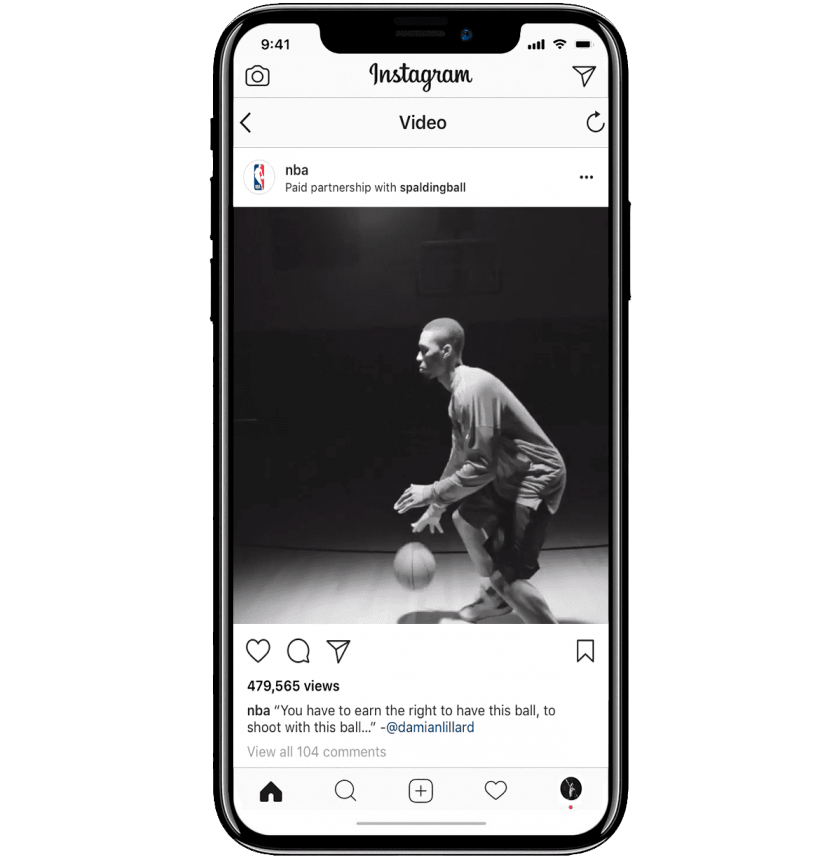 9:41
Instagram
Video
nba
Paid partnership with spaldingball
479,565 views
nba “You have to earn the right to have this ball, to
shoot with this ball...” -@damianlillard
View all 104 comments